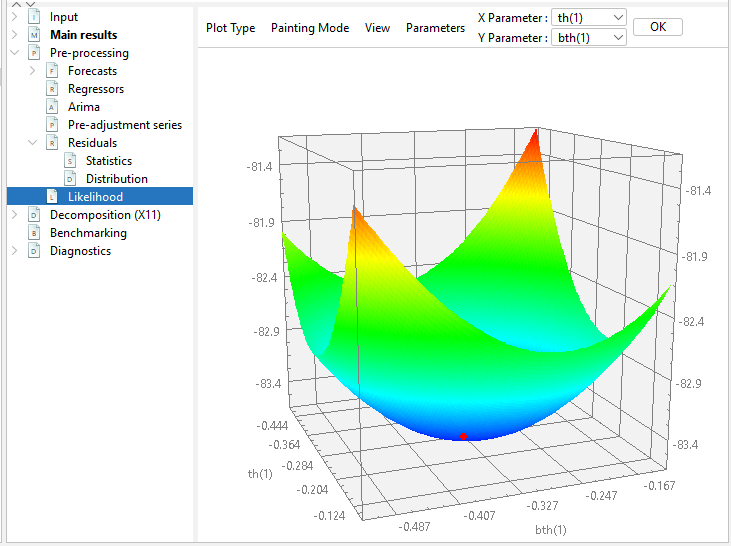 Input
Main results
Pre-processing
Forecasts
Regressors
Arima
Pre-adjustment series
Residuals
Statistics
Distribution
Likelihood
Decomposition (X11)
Benchmarking
Diagnostics
Plot Type Painting Mode View Parameters
X Parameter : th(1)
Y Parameter : bth(1)
OK
-81.4
-81.9
-82.4
-82.9
-83.4
-81.4
-81.9
-82.4
-82.9
-83.4
-0.444
-0.364
-0.284
-0.204
-0.124
th(1)
-0.487
-0.407
-0.327
-0.247
-0.167
bth(1)